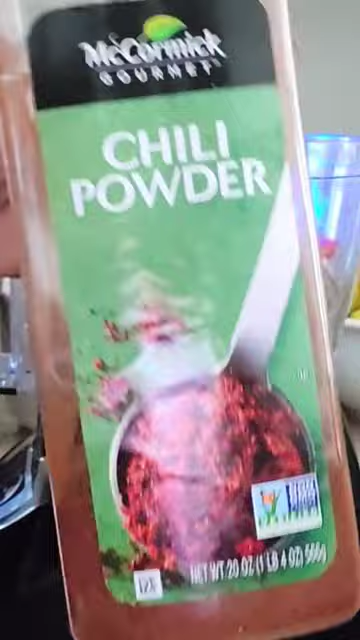 McCormick
GOURMET
CHILI
POWDER
NET WT 20 OZ (1 LB 4 OZ) 566g